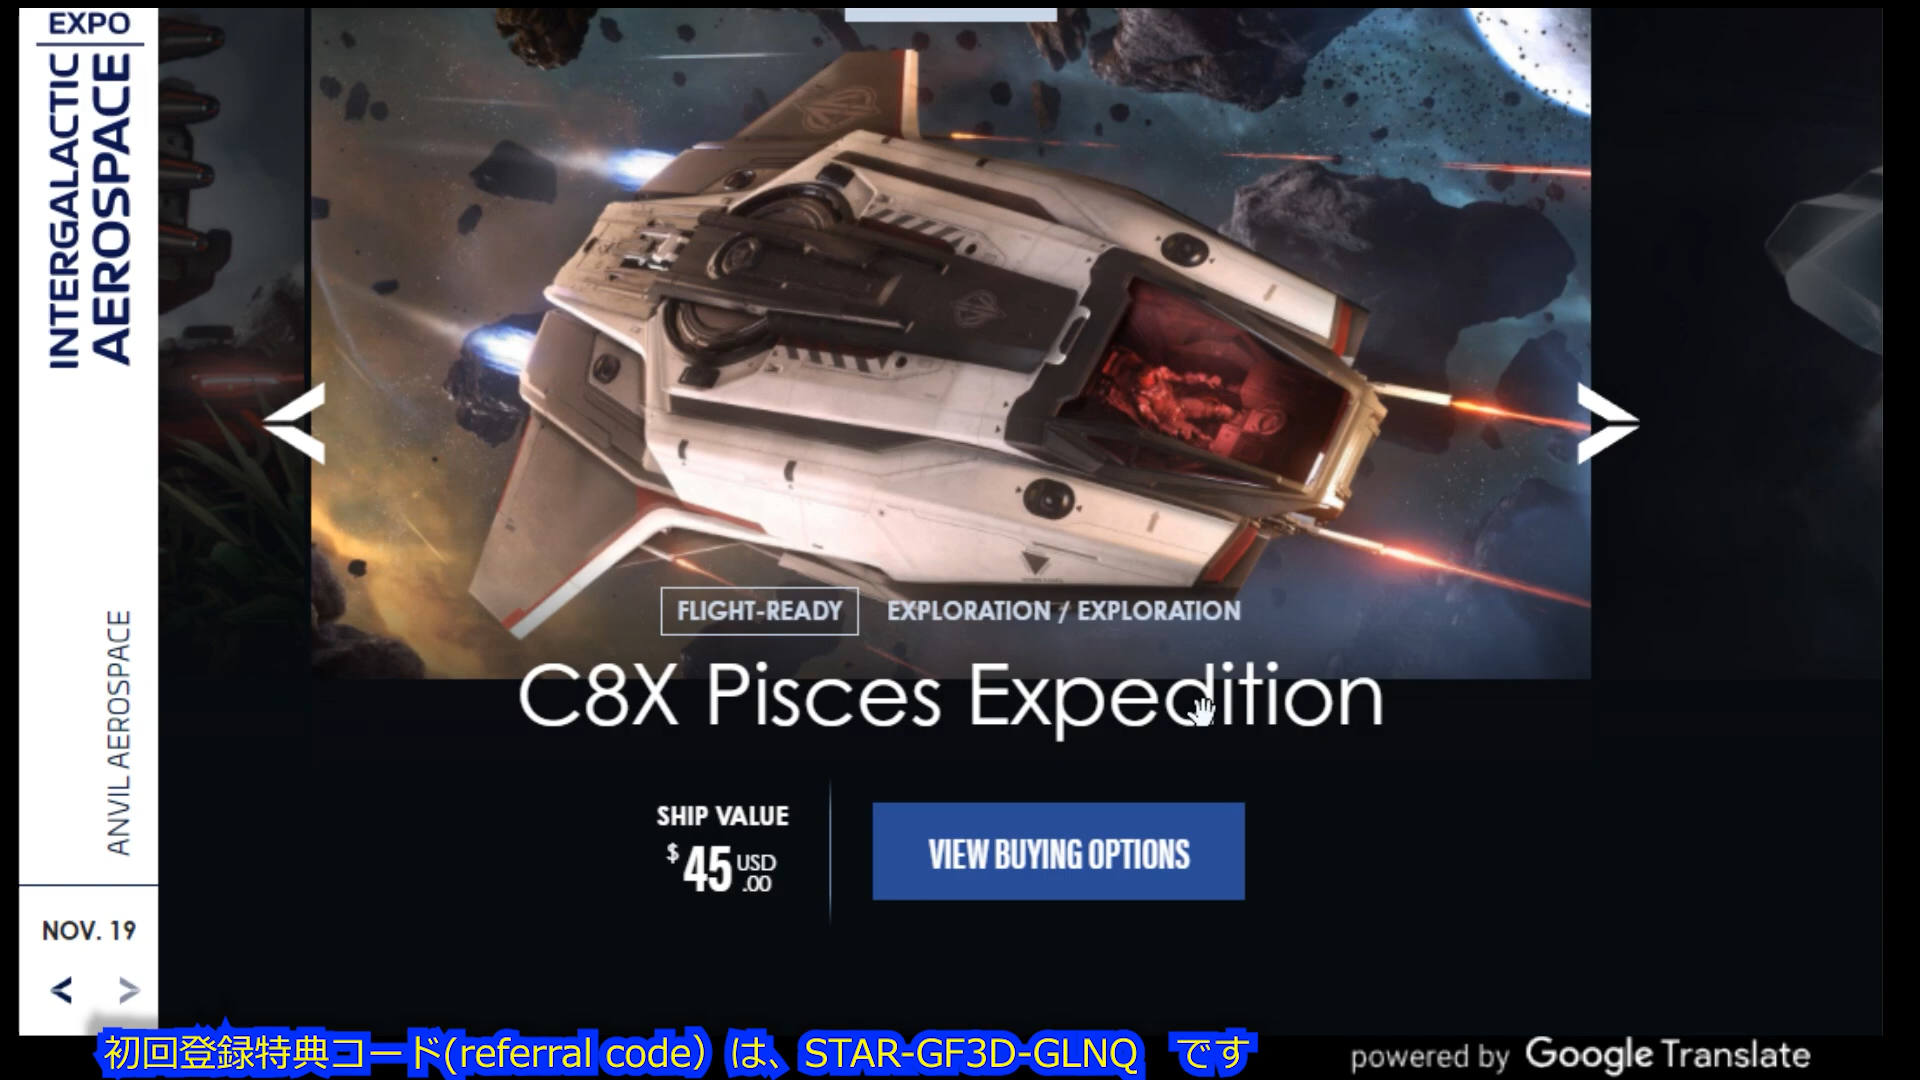 EXPO
INTERGALACTIC
AEROSPACE
ANVIL AEROSPACE
NOV. 19
FLIGHT-READY
EXPLORATION / EXPLORATION
C8X Pisces Expedition
SHIP VALUE
$45 USD .00
VIEW BUYING OPTIONS
初回登録特典コード(referral code）は、STAR-GF3D-GLNQ　です
powered by Google Translate